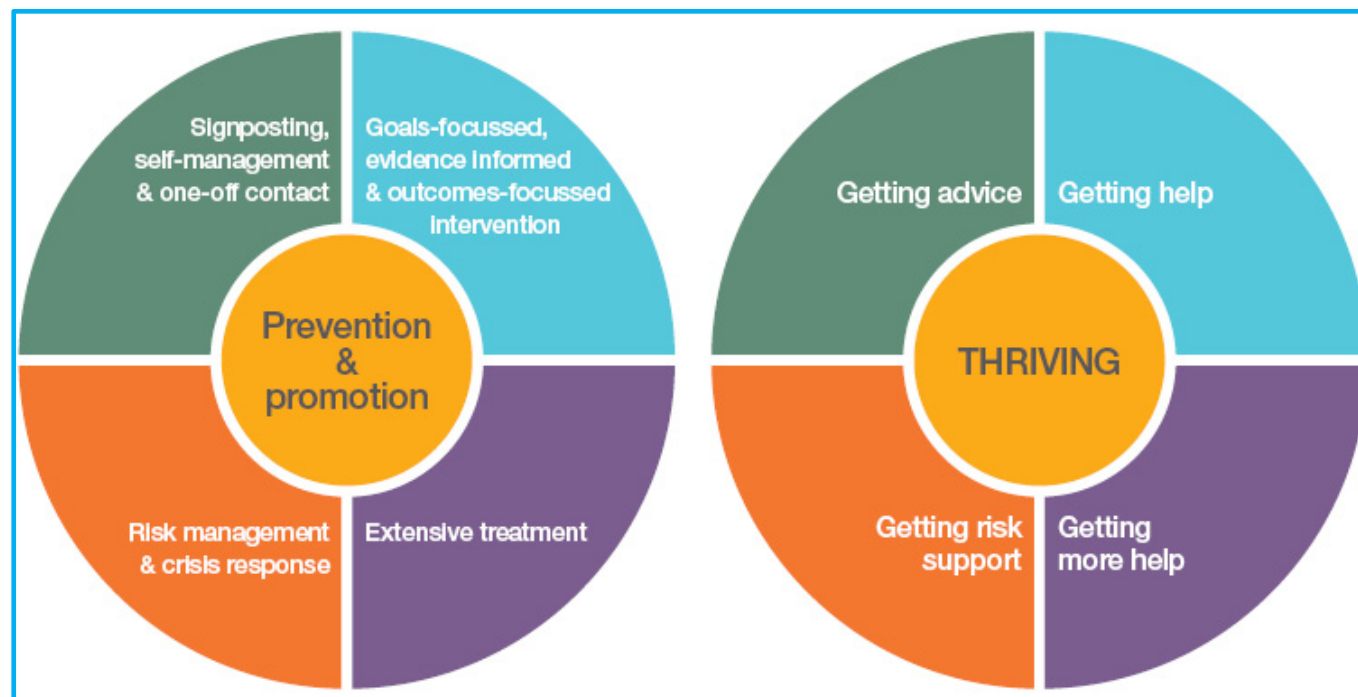 Signposting,
self-management
& one-off contact
Goals-focussed,
evidence informed
& outcomes-focussed
intervention
Prevention
&
promotion
Risk management
& crisis response
Extensive treatment
Getting advice
Getting help
THRIVING
Getting risk
support
Getting
more help